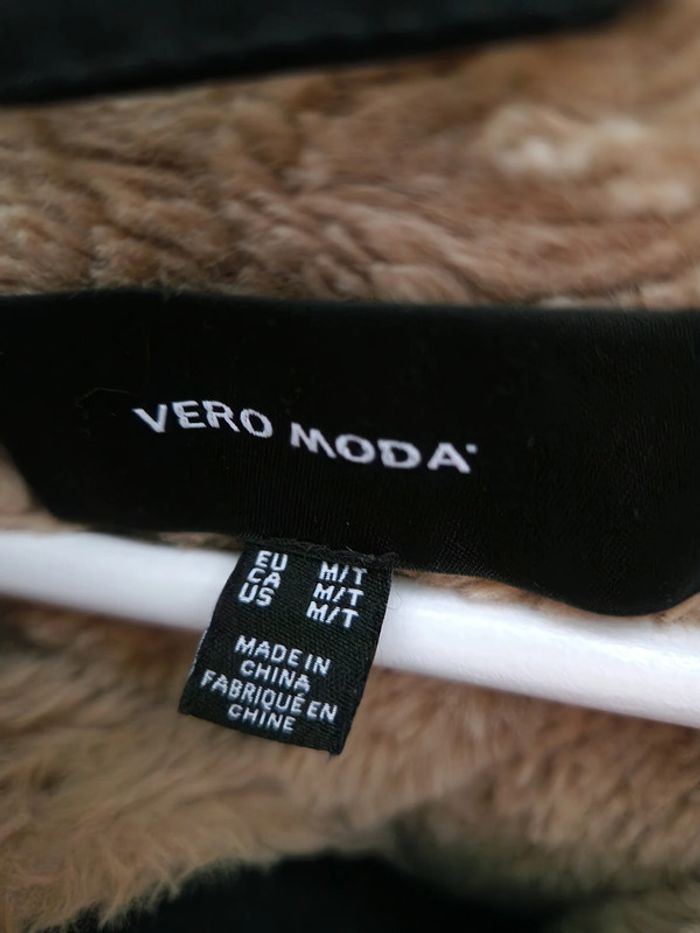 VERO MODA
EU M/T
CA M/T
US M/T
MADE IN
CHINA
FABRIQUÉ EN
CHINE